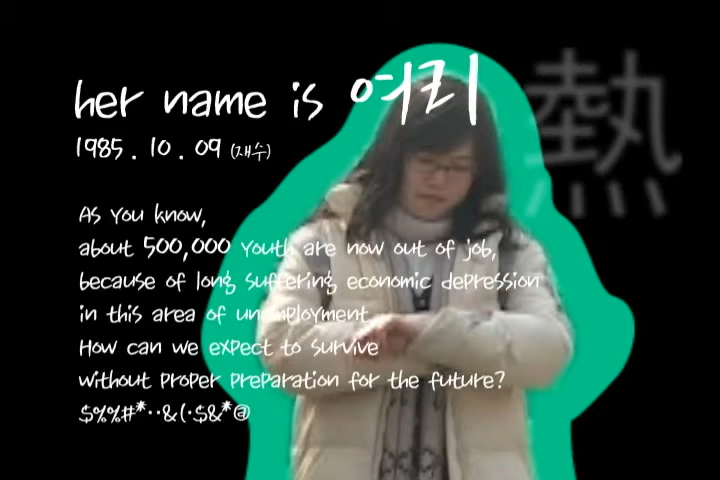 her name is 여리
熱
1985. 10. 09 (재수)
As you know,
about 500,000 youth are now out of job,
because of long suffering economic depression
in this area of unemployment
How can we expect to survive
without proper preparation for the future?
$%%#*··&(·$&*@